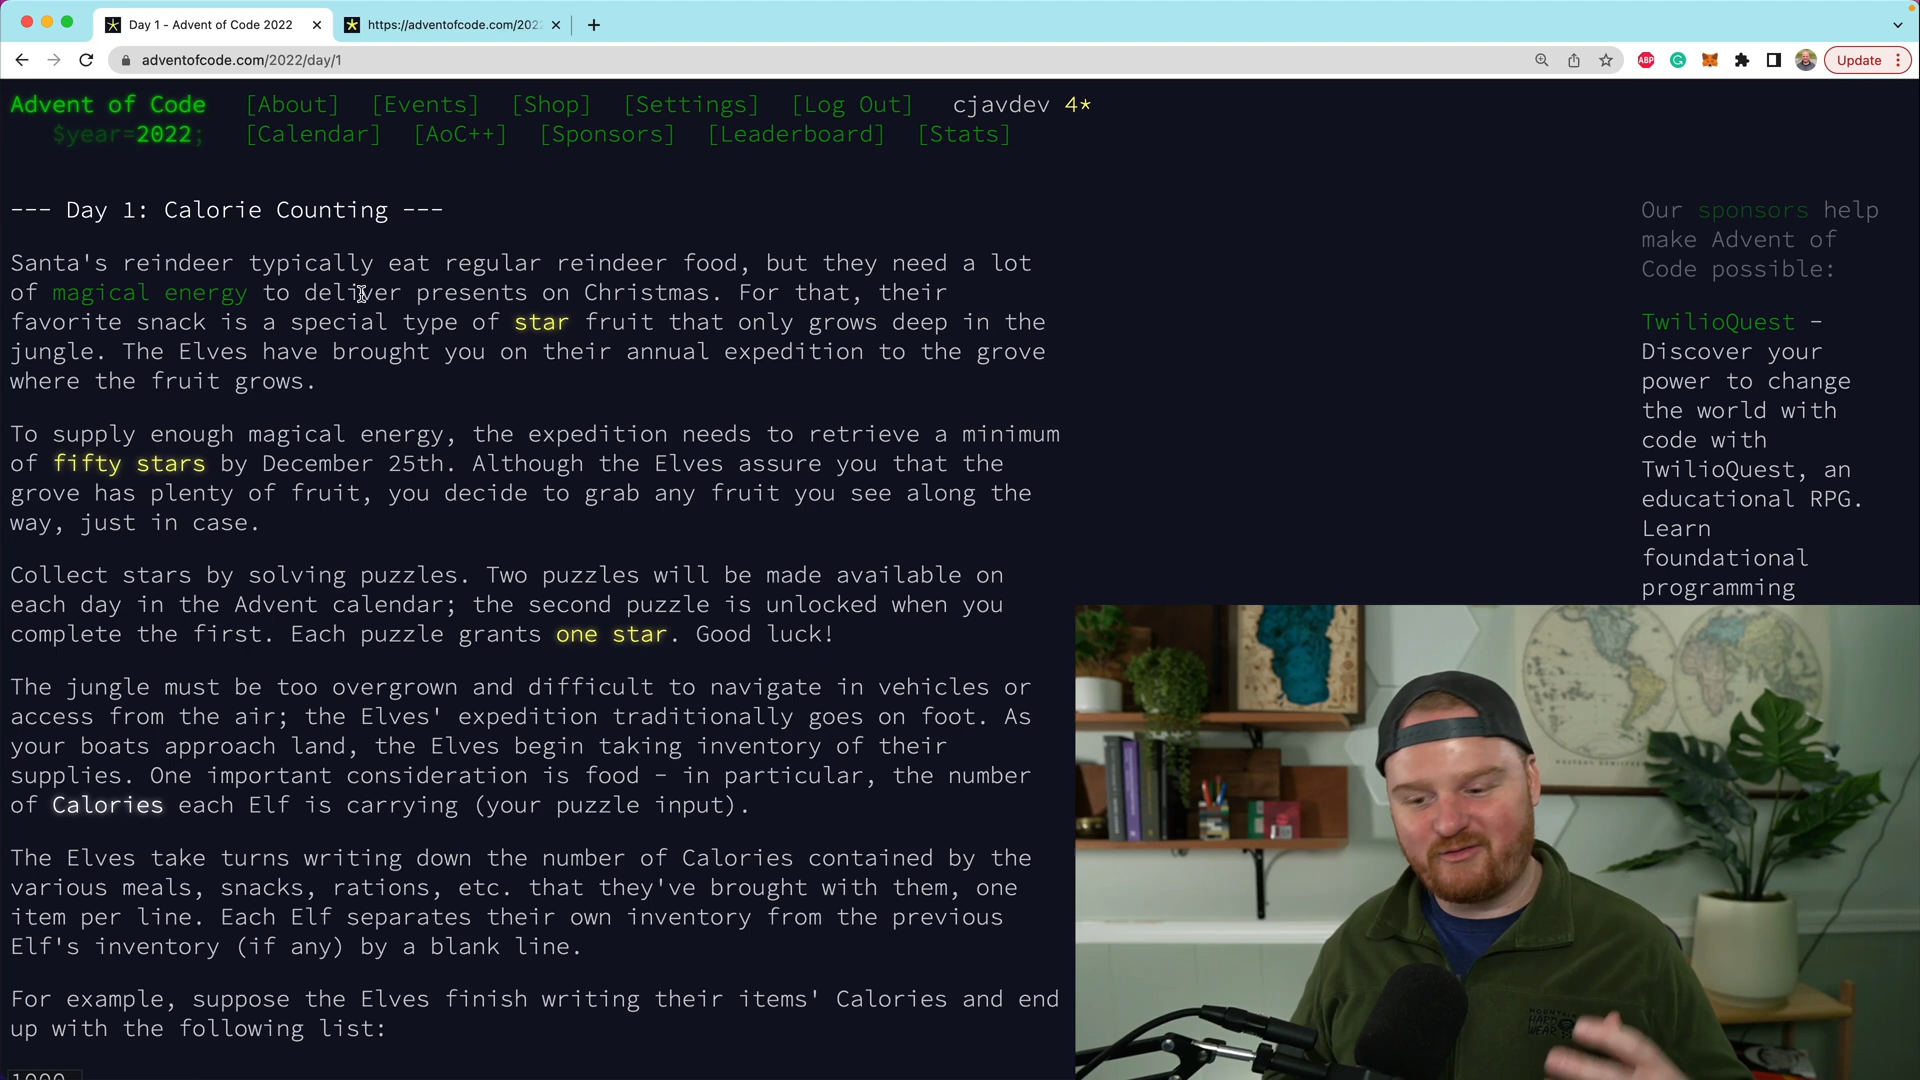 Day 1 - Advent of Code 2022
https://adventofcode.com/202
adventofcode.com/2022/day/1
ABP
Update
Advent of Code [About] [Events] [Shop] [Settings] [Log Out] cjavdev 4*
$year=2022; [Calendar] [AoC++] [Sponsors] [Leaderboard] [Stats]
--- Day 1: Calorie Counting ---
Santa's reindeer typically eat regular reindeer food, but they need a lot
of magical energy to deliver presents on Christmas. For that, their
favorite snack is a special type of star fruit that only grows deep in the
jungle. The Elves have brought you on their annual expedition to the grove
where the fruit grows.
To supply enough magical energy, the expedition needs to retrieve a minimum
of fifty stars by December 25th. Although the Elves assure you that the
grove has plenty of fruit, you decide to grab any fruit you see along the
way, just in case.
Collect stars by solving puzzles. Two puzzles will be made available on
each day in the Advent calendar; the second puzzle is unlocked when you
complete the first. Each puzzle grants one star. Good luck!
The jungle must be too overgrown and difficult to navigate in vehicles or
access from the air; the Elves' expedition traditionally goes on foot. As
your boats approach land, the Elves begin taking inventory of their
supplies. One important consideration is food - in particular, the number
of Calories each Elf is carrying (your puzzle input).
The Elves take turns writing down the number of Calories contained by the
various meals, snacks, rations, etc. that they've brought with them, one
item per line. Each Elf separates their own inventory from the previous
Elf's inventory (if any) by a blank line.
For example, suppose the Elves finish writing their items' Calories and end
up with the following list:
1000
Our sponsors help
make Advent of
Code possible:
TwilioQuest -
Discover your
power to change
the world with
code with
TwilioQuest, an
educational RPG.
Learn
foundational
programming
MOUNTAIN
HARD
WEAR